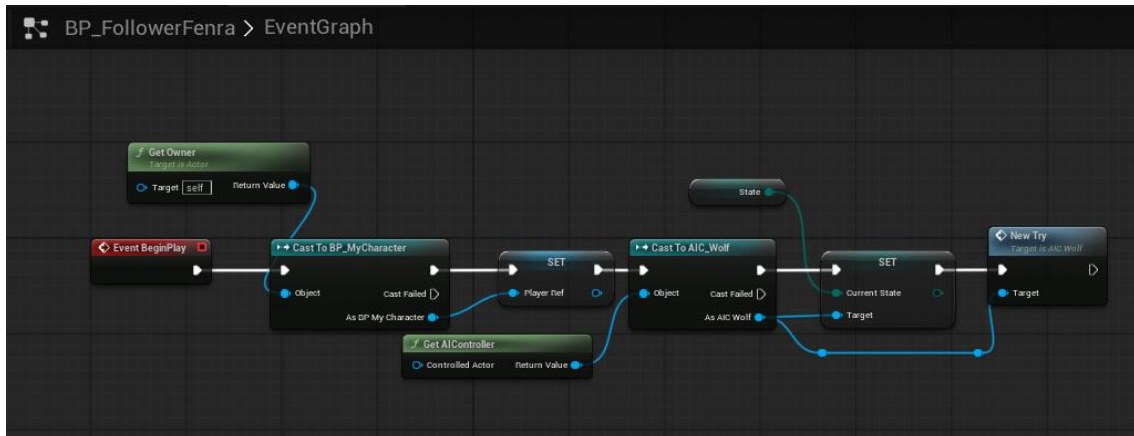 BP_FollowerFenra > EventGraph
f Get Owner
Target is Actor
Target self Return Value
State
Event BeginPlay
Cast To BP_MyCharacter
Object Cast Failed
As BP My Character
SET
Player Ref
Cast To AIC_Wolf
Object Cast Failed
As AIC Wolf
SET
Current State
Target
New Try
Target is AIC Wolf
Target
f Get AIController
Controlled Actor Return Value